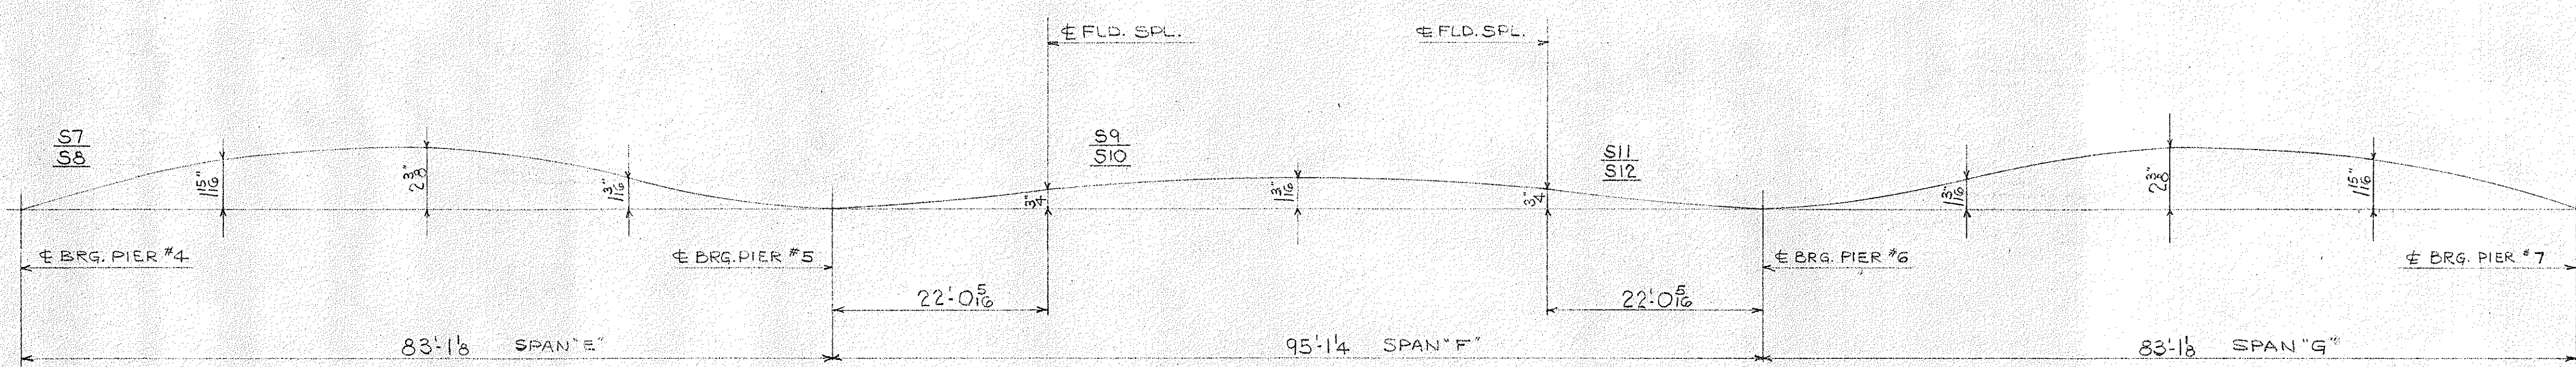 ℄ FLD. SPL.
℄ FLD. SPL.
S7
S8
S9
S10
S11
S12
1 15/16"
2 3/8"
1 3/16"
3/4"
1 3/16"
3/4"
1 3/16"
2 3/8"
1 15/16"
℄ BRG. PIER #4
℄ BRG. PIER #5
℄ BRG. PIER #6
℄ BRG. PIER #7
22'-0 5/16
22'-0 5/16
83'-1 1/8 SPAN "E"
95'-1 1/4 SPAN "F"
83'-1 1/8 SPAN "G"